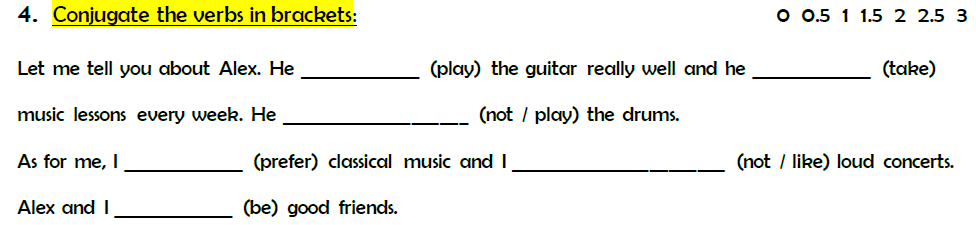 4. Conjugate the verbs in brackets: 0 0.5 1 1.5 2 2.5 3
Let me tell you about Alex. He ____________ (play) the guitar really well and he ____________ (take)
music lessons every week. He ___________________ (not / play) the drums.
As for me, I ____________ (prefer) classical music and I ______________________ (not / like) loud concerts.
Alex and I ____________ (be) good friends.